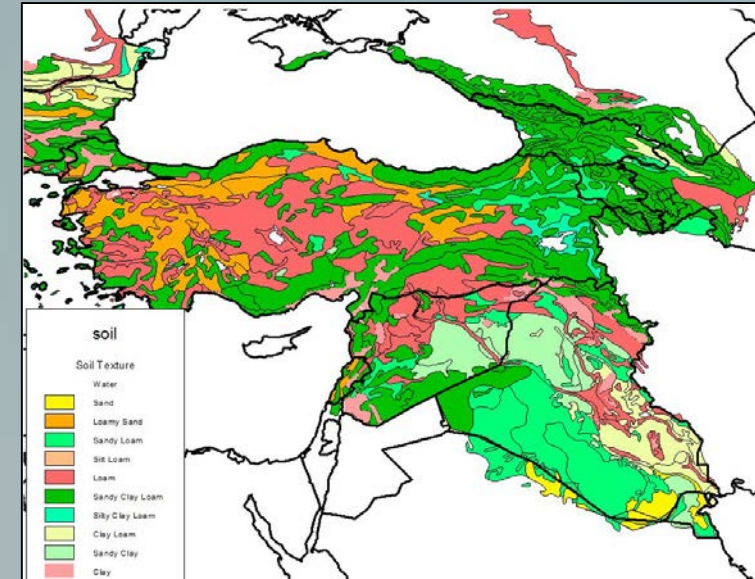 soil
Soil Texture
Water
Sand
Loamy Sand
Sandy Loam
Silt Loam
Loam
Sandy Clay Loam
Silty Clay Loam
Clay Loam
Sandy Clay
Clay